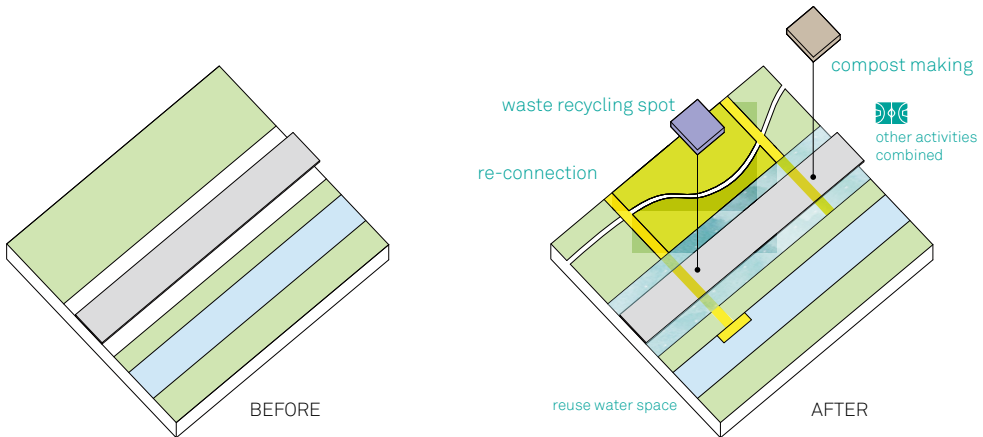 compost making
waste recycling spot
other activities
combined
re-connection
reuse water space
BEFORE
AFTER